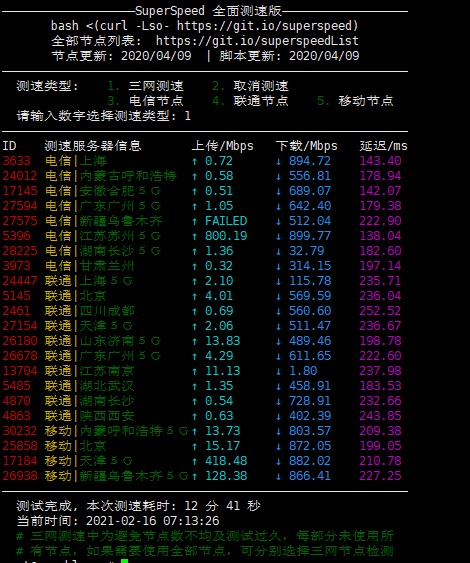 SuperSpeed 全面测速版
bash <(curl -Lso- https://git.io/superspeed)
全部节点列表: https://git.io/superspeedList
节点更新: 2020/04/09 | 脚本更新: 2020/04/09
测速类型: 1. 三网测速 2. 取消测速
3. 电信节点 4. 联通节点 5. 移动节点
请输入数字选择测速类型: 1
ID 测速服务器信息 上传/Mbps 下载/Mbps 延迟/ms
3633 电信|上海 ↑ 0.72 ↓ 894.72 143.40
24012 电信|内蒙古呼和浩特 ↑ 0.58 ↓ 556.81 178.94
17145 电信|安徽合肥5G ↑ 0.51 ↓ 689.07 142.07
27594 电信|广东广州5G ↑ 1.05 ↓ 642.40 179.38
27575 电信|新疆乌鲁木齐 ↑ FAILED ↓ 512.04 222.90
5396 电信|江苏苏州5G ↑ 800.19 ↓ 899.77 138.04
28225 电信|湖南长沙5G ↑ 1.36 ↓ 32.79 182.60
3973 电信|甘肃兰州 ↑ 0.32 ↓ 314.15 197.14
24447 联通|上海5G ↑ 2.10 ↓ 115.78 235.71
5145 联通|北京 ↑ 4.01 ↓ 569.59 236.04
2461 联通|四川成都 ↑ 0.69 ↓ 560.60 252.52
27154 联通|天津5G ↑ 2.06 ↓ 511.47 236.67
26180 联通|山东济南5G ↑ 13.83 ↓ 489.46 198.78
26678 联通|广东广州5G ↑ 4.29 ↓ 611.65 222.60
13704 联通|江苏南京 ↑ 11.13 ↓ 1.80 237.98
5485 联通|湖北武汉 ↑ 1.35 ↓ 458.91 183.53
4870 联通|湖南长沙 ↑ 0.54 ↓ 728.91 232.66
4863 联通|陕西西安 ↑ 0.63 ↓ 402.39 243.85
30232 移动|内蒙呼和浩特5G ↑ 13.73 ↓ 803.57 209.38
25858 移动|北京 ↑ 15.17 ↓ 872.05 199.05
17184 移动|天津5G ↑ 418.48 ↓ 882.02 210.78
26938 移动|新疆乌鲁木齐5G ↑ 128.38 ↓ 866.41 227.25
测试完成, 本次测速耗时: 12 分 41 秒
当前时间: 2021-02-16 07:13:26
# 三网测速中为避免节点数不均及测试过久，每部分未使用所
# 有节点，如果需要使用全部节点，可分别选择三网节点检测